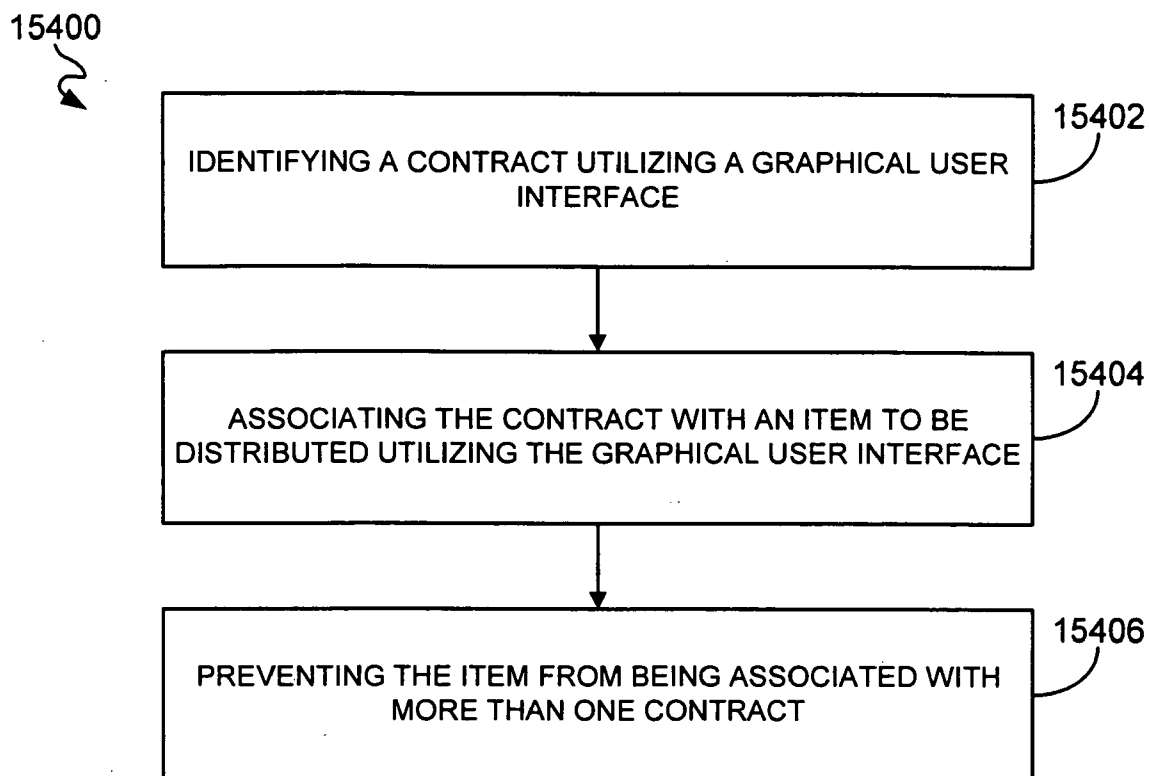 15400
15402
IDENTIFYING A CONTRACT UTILIZING A GRAPHICAL USER
INTERFACE
15404
ASSOCIATING THE CONTRACT WITH AN ITEM TO BE
DISTRIBUTED UTILIZING THE GRAPHICAL USER INTERFACE
15406
PREVENTING THE ITEM FROM BEING ASSOCIATED WITH
MORE THAN ONE CONTRACT